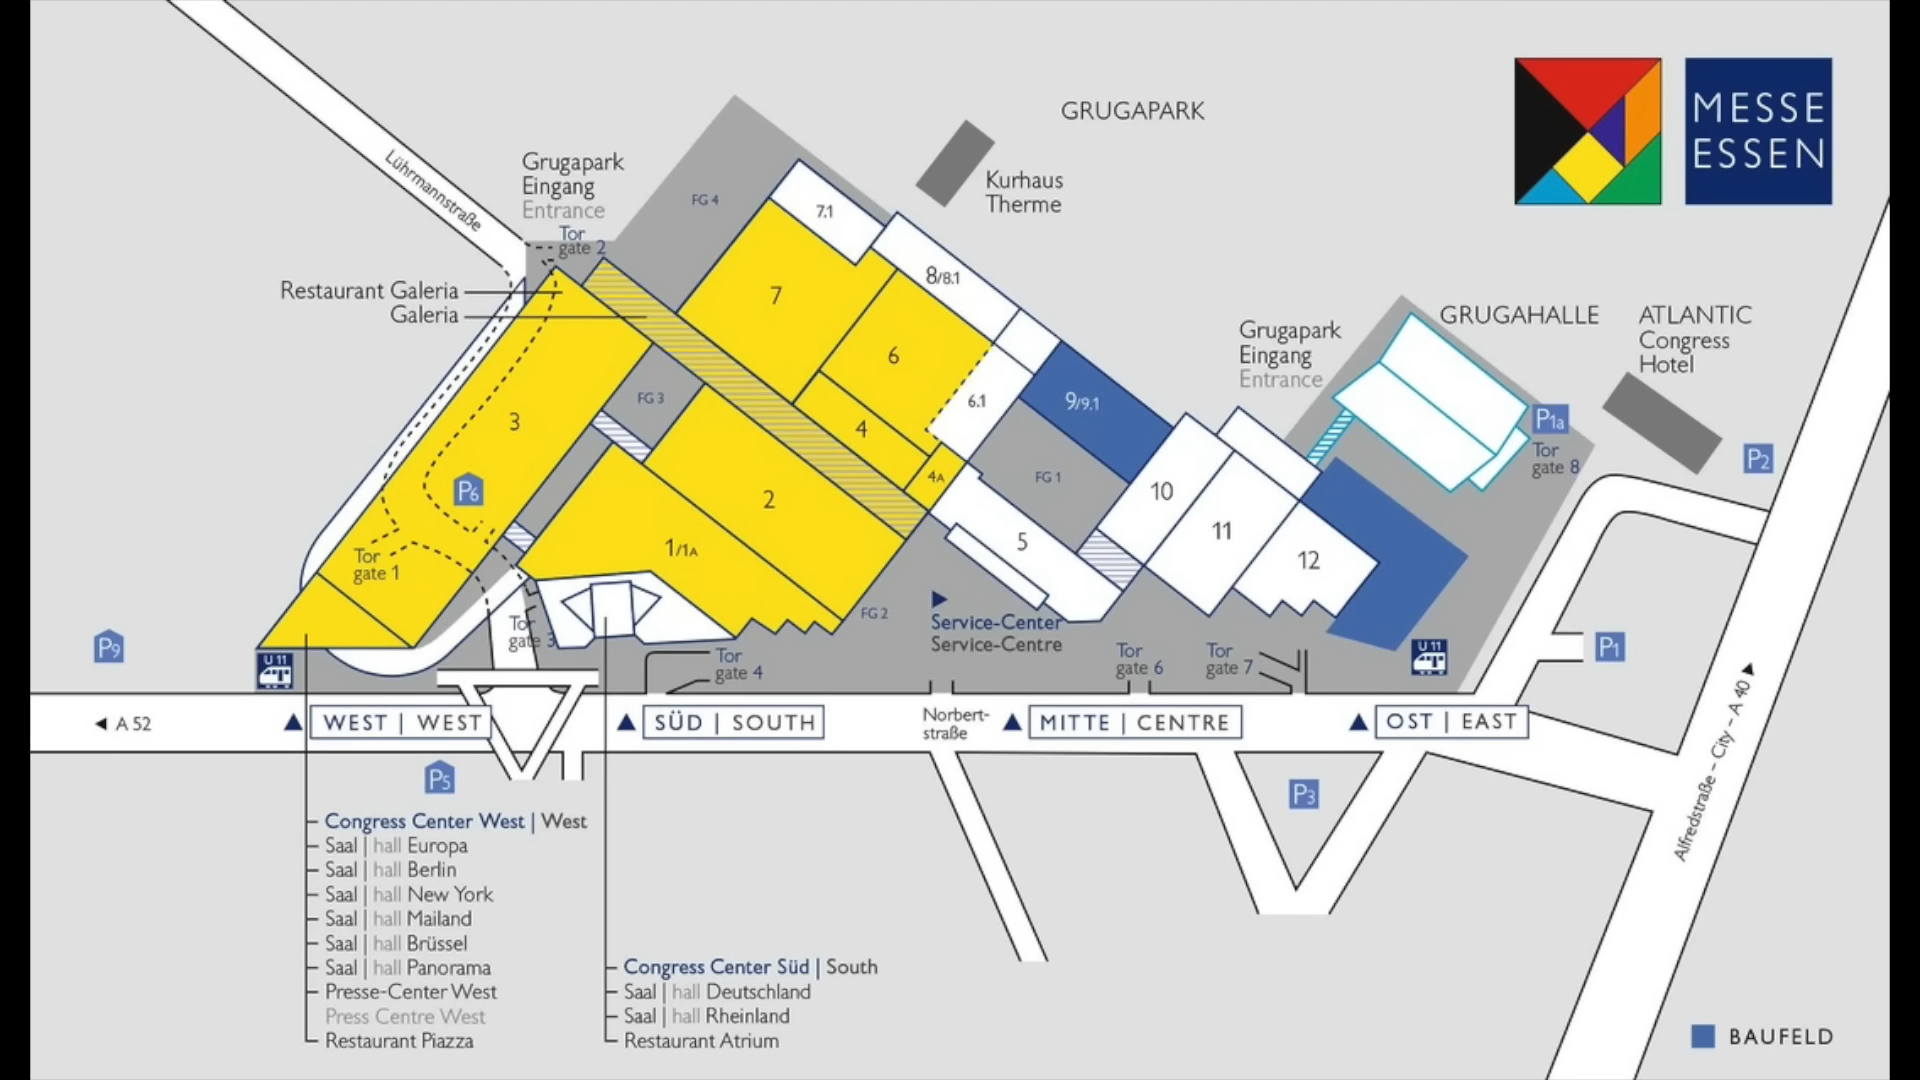 MESSE
ESSEN
GRUGAPARK
Lührmannstraße
Grugapark
Eingang
Entrance
Tor
gate 2
FG 4
Kurhaus
Therme
7.1
8/8.1
Restaurant Galeria
Galeria
7
6
6.1
9/9.1
GRUGAHALLE
ATLANTIC
Congress
Hotel
Grugapark
Eingang
Entrance
P1a
Tor
gate 8
P2
3
FG 3
4
4A
FG 1
P6
2
10
11
12
5
1/1A
Tor
gate 1
FG 2
Service-Center
Service-Centre
Tor
gate 3
Tor
gate 4
Tor
gate 6
Tor
gate 7
P9
U 11
U 11
P1
A 52
WEST | WEST
SÜD | SOUTH
Norbert-
straße
MITTE | CENTRE
OST | EAST
Alfredstraße – City – A 40
P5
P3
Congress Center West | West
Saal | hall Europa
Saal | hall Berlin
Saal | hall New York
Saal | hall Mailand
Saal | hall Brüssel
Saal | hall Panorama
Presse-Center West
Press Centre West
Restaurant Piazza
Congress Center Süd | South
Saal | hall Deutschland
Saal | hall Rheinland
Restaurant Atrium
BAUFELD